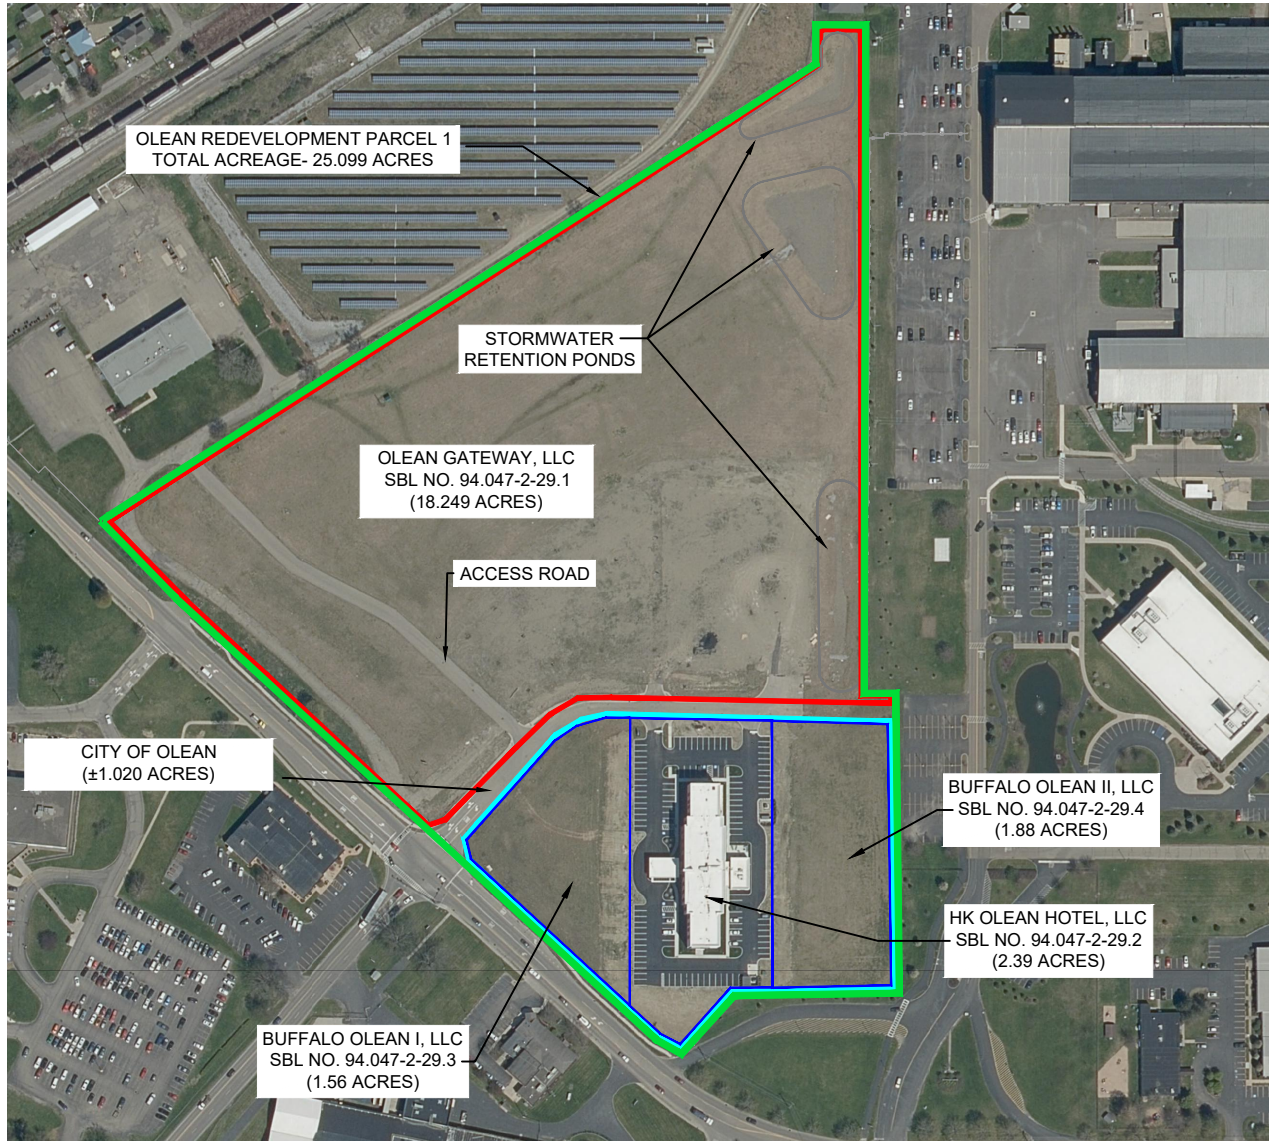 OLEAN REDEVELOPMENT PARCEL 1
TOTAL ACREAGE- 25.099 ACRES
STORMWATER
RETENTION PONDS
OLEAN GATEWAY, LLC
SBL NO. 94.047-2-29.1
(18.249 ACRES)
ACCESS ROAD
CITY OF OLEAN
(±1.020 ACRES)
BUFFALO OLEAN II, LLC
SBL NO. 94.047-2-29.4
(1.88 ACRES)
HK OLEAN HOTEL, LLC
SBL NO. 94.047-2-29.2
(2.39 ACRES)
BUFFALO OLEAN I, LLC
SBL NO. 94.047-2-29.3
(1.56 ACRES)